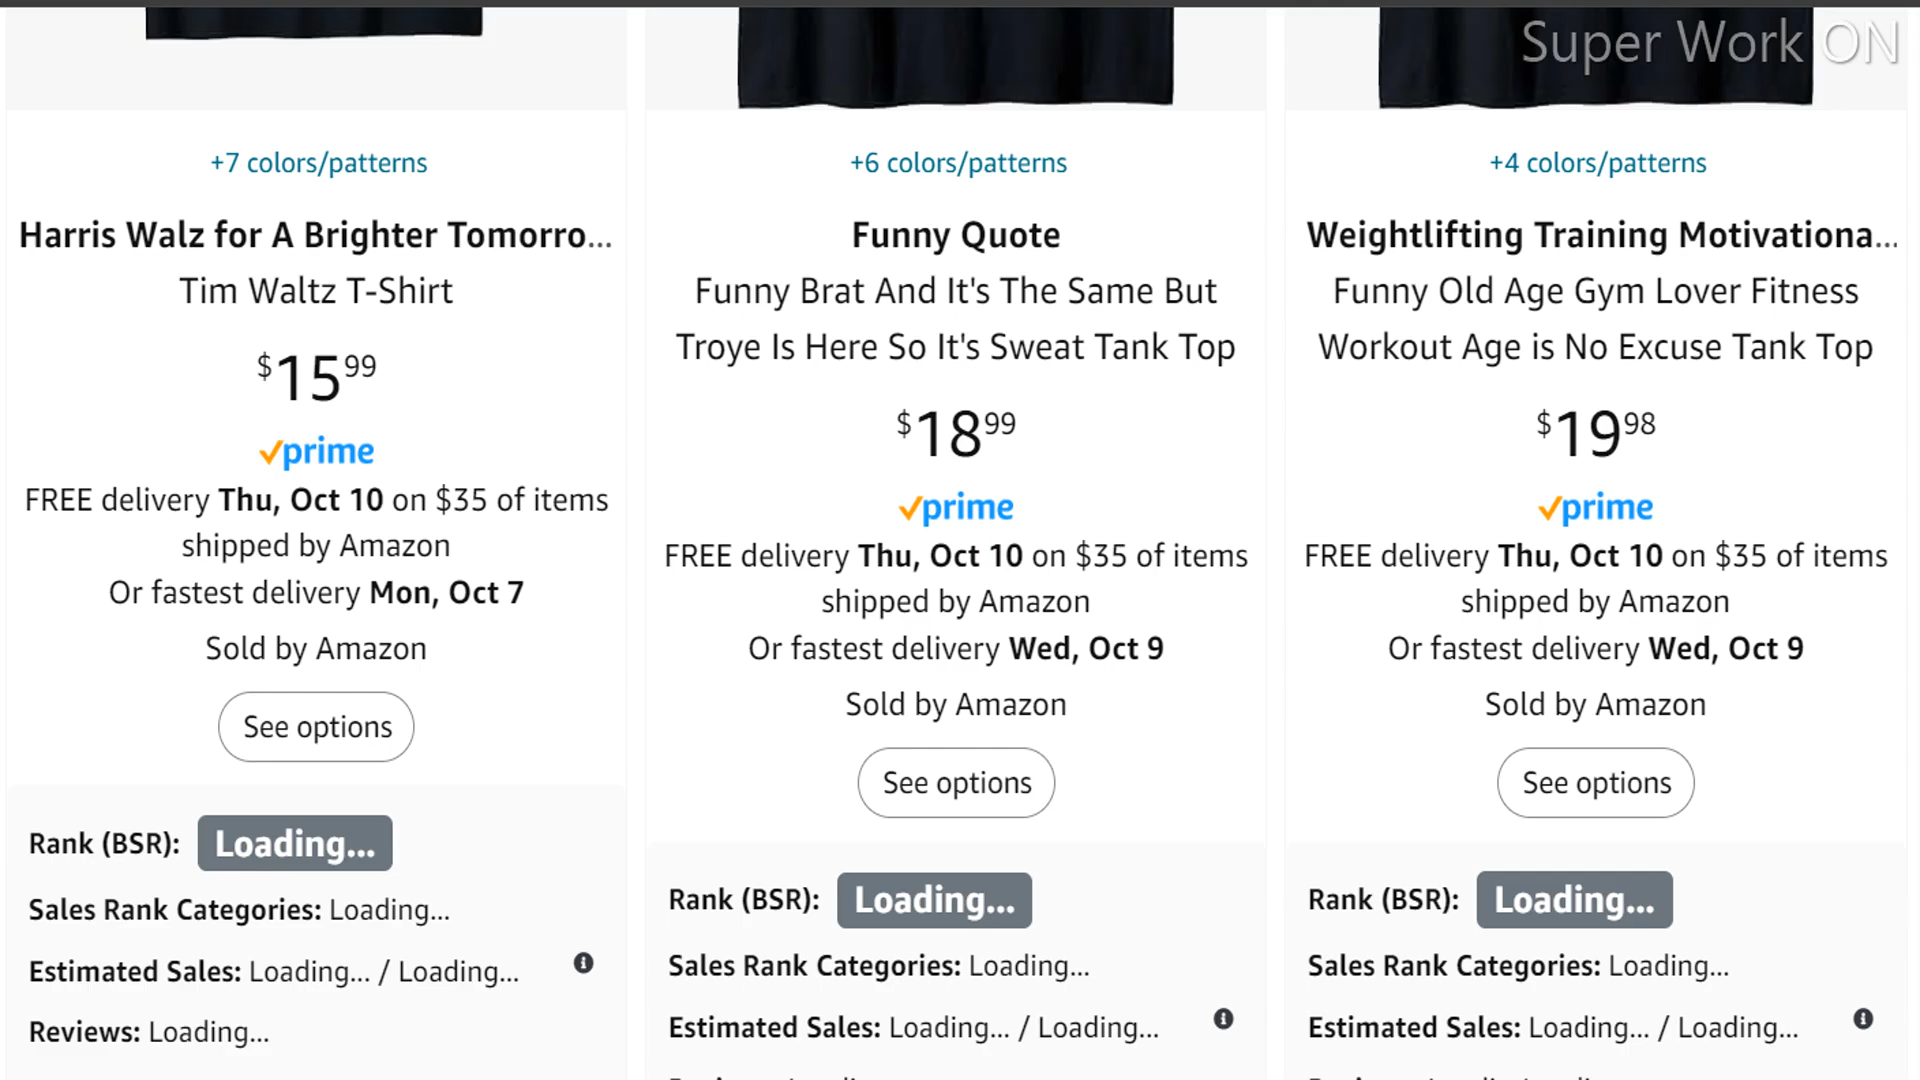 Super Work ON
+7 colors/patterns
Harris Walz for A Brighter Tomorro...
Tim Waltz T-Shirt
$15.99
prime
FREE delivery Thu, Oct 10 on $35 of items
shipped by Amazon
Or fastest delivery Mon, Oct 7
Sold by Amazon
See options
Rank (BSR): Loading...
Sales Rank Categories: Loading...
Estimated Sales: Loading... / Loading...
Reviews: Loading...
+6 colors/patterns
Funny Quote
Funny Brat And It's The Same But
Troye Is Here So It's Sweat Tank Top
$18.99
prime
FREE delivery Thu, Oct 10 on $35 of items
shipped by Amazon
Or fastest delivery Wed, Oct 9
Sold by Amazon
See options
Rank (BSR): Loading...
Sales Rank Categories: Loading...
Estimated Sales: Loading... / Loading...
+4 colors/patterns
Weightlifting Training Motivationa...
Funny Old Age Gym Lover Fitness
Workout Age is No Excuse Tank Top
$19.98
prime
FREE delivery Thu, Oct 10 on $35 of items
shipped by Amazon
Or fastest delivery Wed, Oct 9
Sold by Amazon
See options
Rank (BSR): Loading...
Sales Rank Categories: Loading...
Estimated Sales: Loading... / Loading...